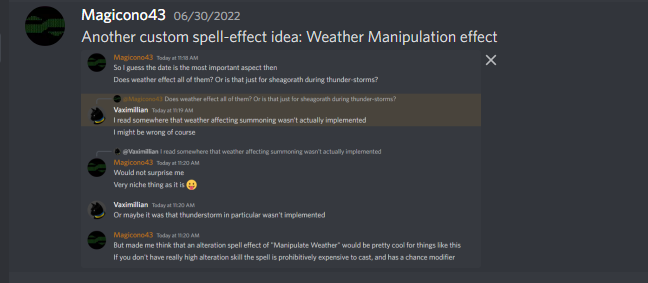 Magicono43 06/30/2022
Another custom spell-effect idea: Weather Manipulation effect
Magicono43 Today at 11:18 AM
So I guess the date is the most important aspect then
Does weather effect all of them? Or is that just for sheagorath during thunder-storms?
@Magicono43 Does weather effect all of them? Or is that just for sheagorath during thunder-storms?
Vaximillian Today at 11:19 AM
I read somewhere that weather affecting summoning wasn't actually implemented
I might be wrong of course
@Vaximillian I read somewhere that weather affecting summoning wasn't actually implemented
Magicono43 Today at 11:20 AM
Would not surprise me
Very niche thing as it is 😛
Vaximillian Today at 11:20 AM
Or maybe it was that thunderstorm in particular wasn't implemented
Magicono43 Today at 11:20 AM
But made me think that an alteration spell effect of "Manipulate Weather" would be pretty cool for things like this
If you don't have really high alteration skill the spell is prohibitively expensive to cast, and has a chance modifier